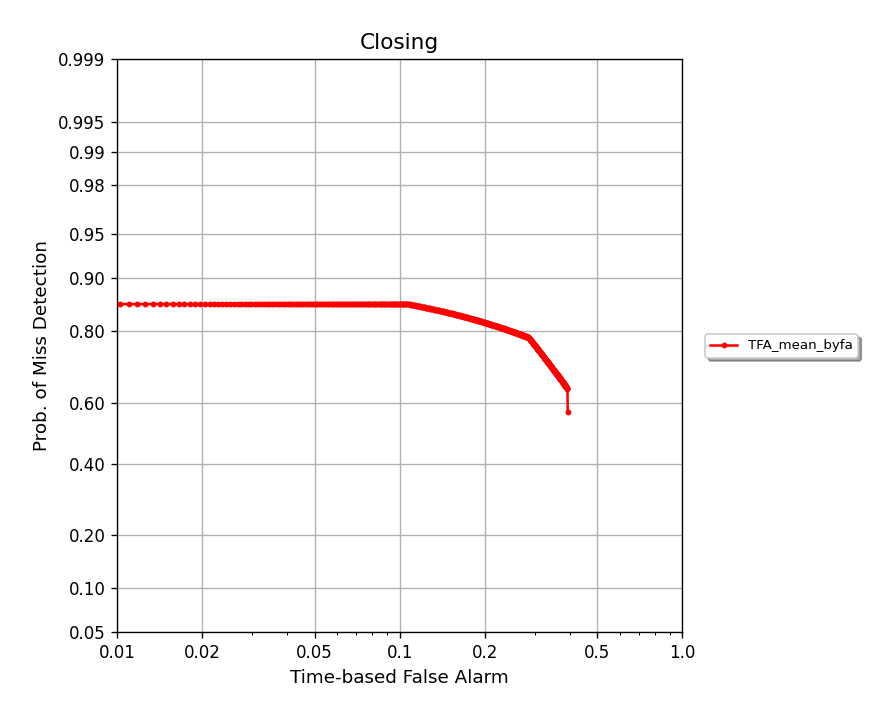 Closing
0.999
0.995
0.99
0.98
0.95
0.90
0.80
0.60
0.40
0.20
0.10
0.05
Prob. of Miss Detection
0.01 0.02 0.05 0.1 0.2 0.5 1.0
Time-based False Alarm
TFA_mean_byfa